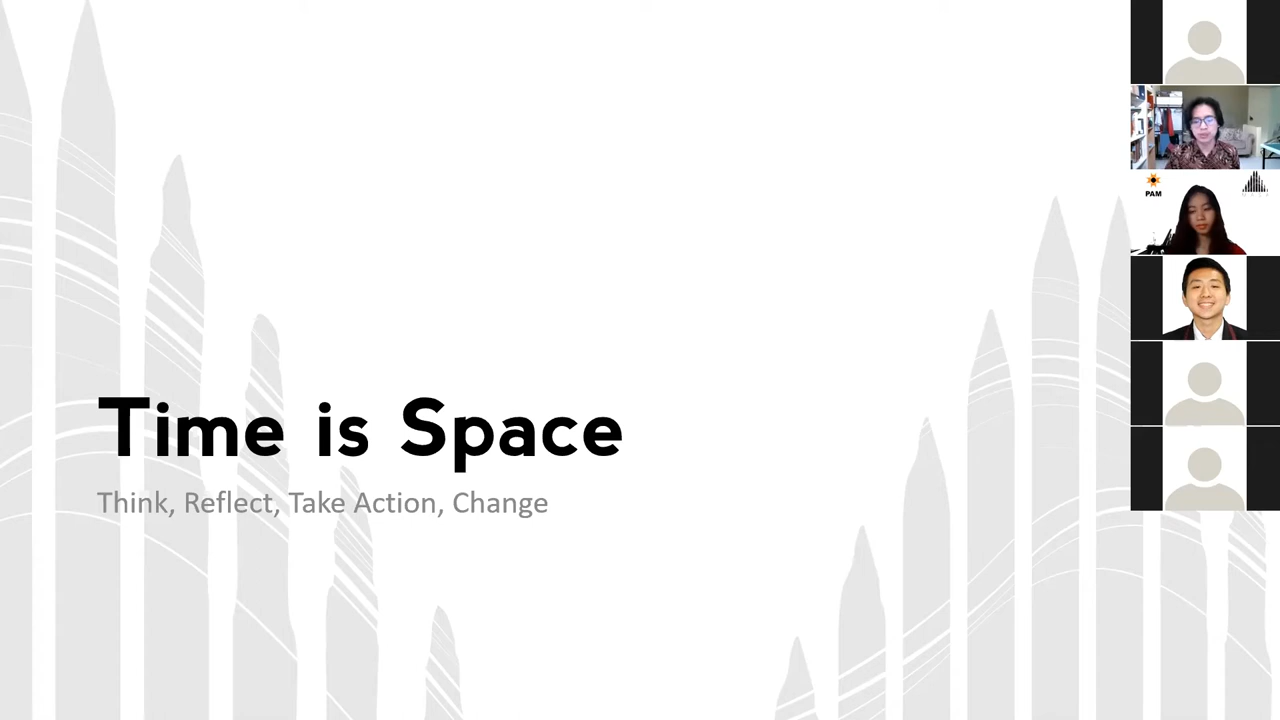 Time is Space
Think, Reflect, Take Action, Change
PAM